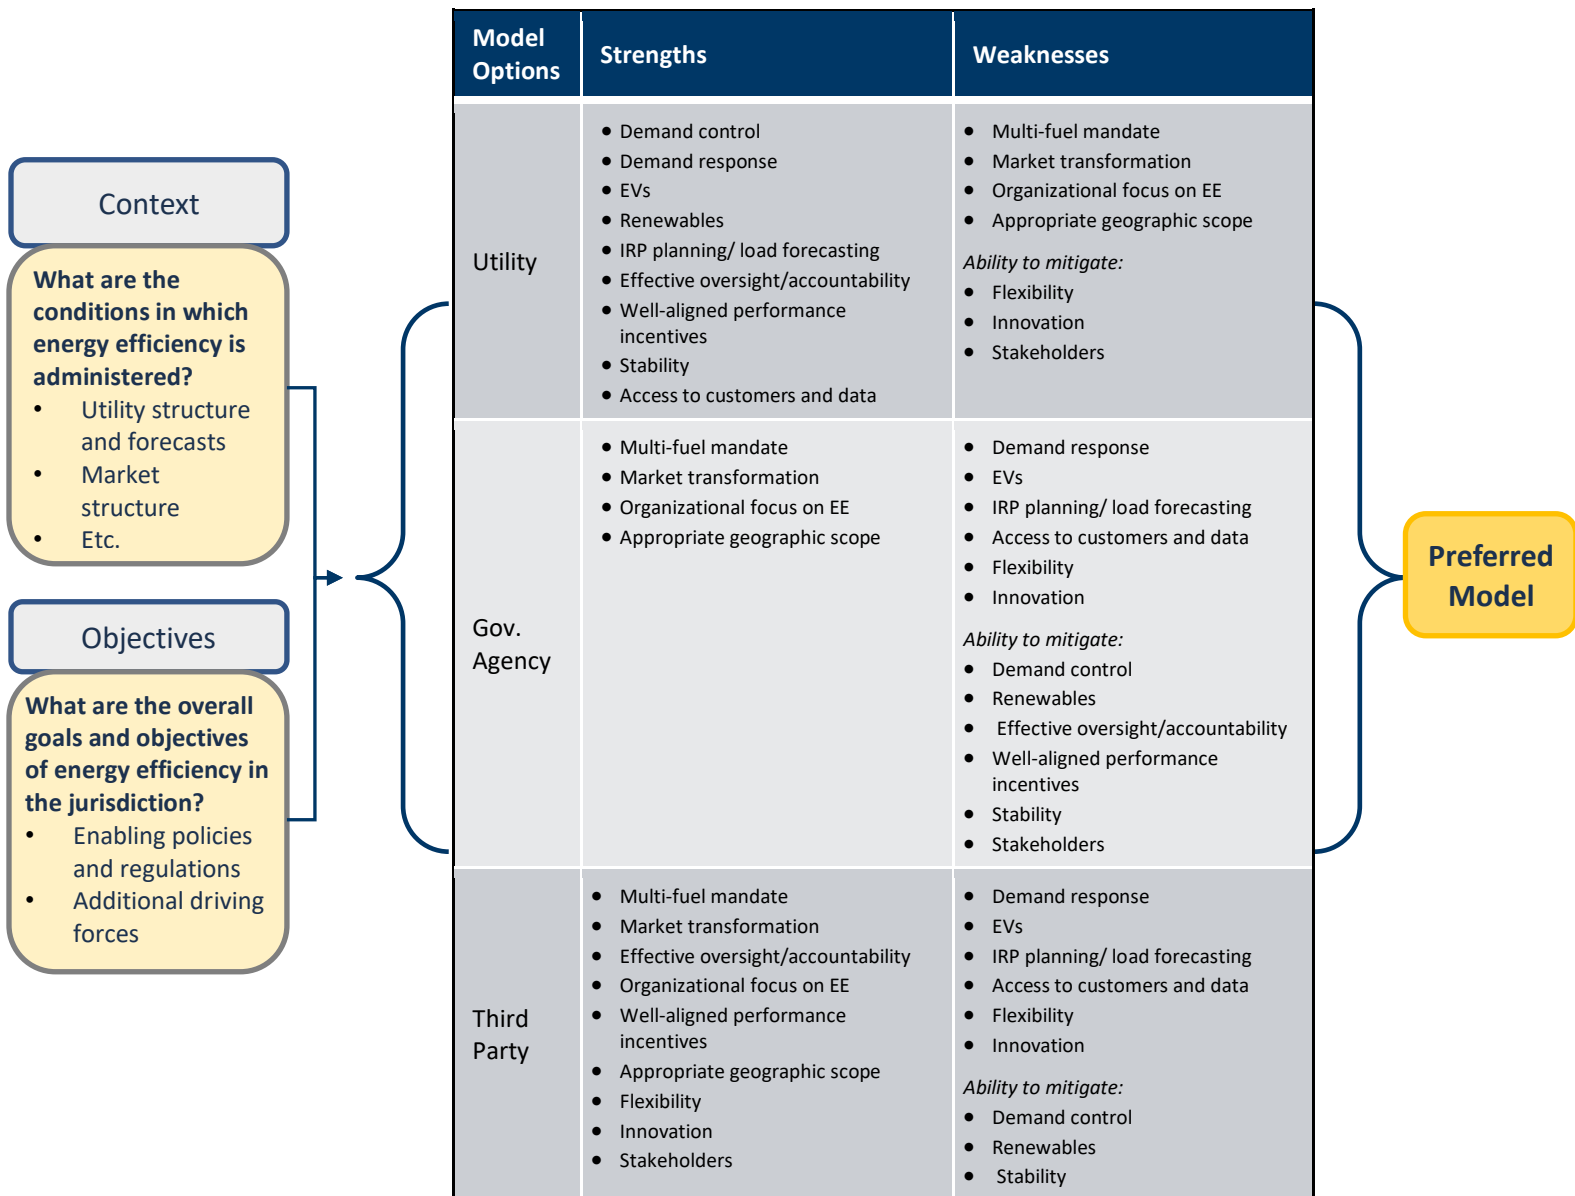 Context
What are the
conditions in which
energy efficiency is
administered?
• Utility structure
and forecasts
• Market
structure
• Etc.
Objectives
What are the overall
goals and objectives
of energy efficiency in
the jurisdiction?
• Enabling policies
and regulations
• Additional driving
forces
Model
Options
Strengths
Weaknesses
Utility
• Demand control
• Demand response
• EVs
• Renewables
• IRP planning/ load forecasting
• Effective oversight/accountability
• Well-aligned performance
incentives
• Stability
• Access to customers and data
• Multi-fuel mandate
• Market transformation
• Organizational focus on EE
• Appropriate geographic scope
Ability to mitigate:
• Flexibility
• Innovation
• Stakeholders
Gov.
Agency
• Multi-fuel mandate
• Market transformation
• Organizational focus on EE
• Appropriate geographic scope
• Demand response
• EVs
• IRP planning/ load forecasting
• Access to customers and data
• Flexibility
• Innovation
Ability to mitigate:
• Demand control
• Renewables
• Effective oversight/accountability
• Well-aligned performance
incentives
• Stability
• Stakeholders
Third
Party
• Multi-fuel mandate
• Market transformation
• Effective oversight/accountability
• Organizational focus on EE
• Well-aligned performance
incentives
• Appropriate geographic scope
• Flexibility
• Innovation
• Stakeholders
• Demand response
• EVs
• IRP planning/ load forecasting
• Access to customers and data
• Flexibility
• Innovation
Ability to mitigate:
• Demand control
• Renewables
• Stability
Preferred
Model